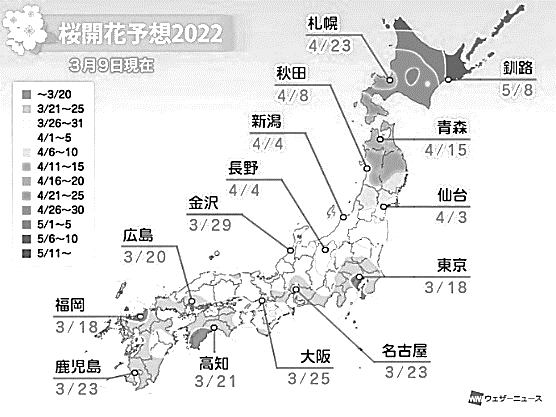 桜開花予想2022
3月9日現在
～3/20
3/21～25
3/26～31
4/1～5
4/6～10
4/11～15
4/16～20
4/21～25
4/26～30
5/1～5
5/6～10
5/11～
札幌
4/23
釧路
5/8
秋田
4/8
青森
4/15
新潟
4/4
長野
4/4
仙台
4/3
金沢
3/29
広島
3/20
東京
3/18
福岡
3/18
鹿児島
3/23
高知
3/21
大阪
3/25
名古屋
3/23
ウェザーニュース